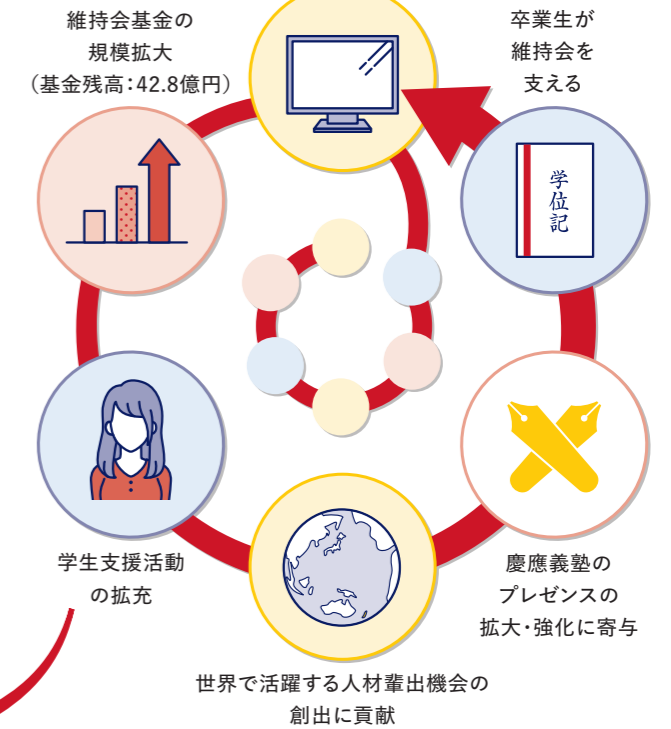 維持会基金の
規模拡大
（基金残高：42.8億円）
卒業生が
維持会を
支える
学位記
学生支援活動
の拡充
慶應義塾の
プレゼンスの
拡大・強化に寄与
世界で活躍する人材輩出機会の
創出に貢献